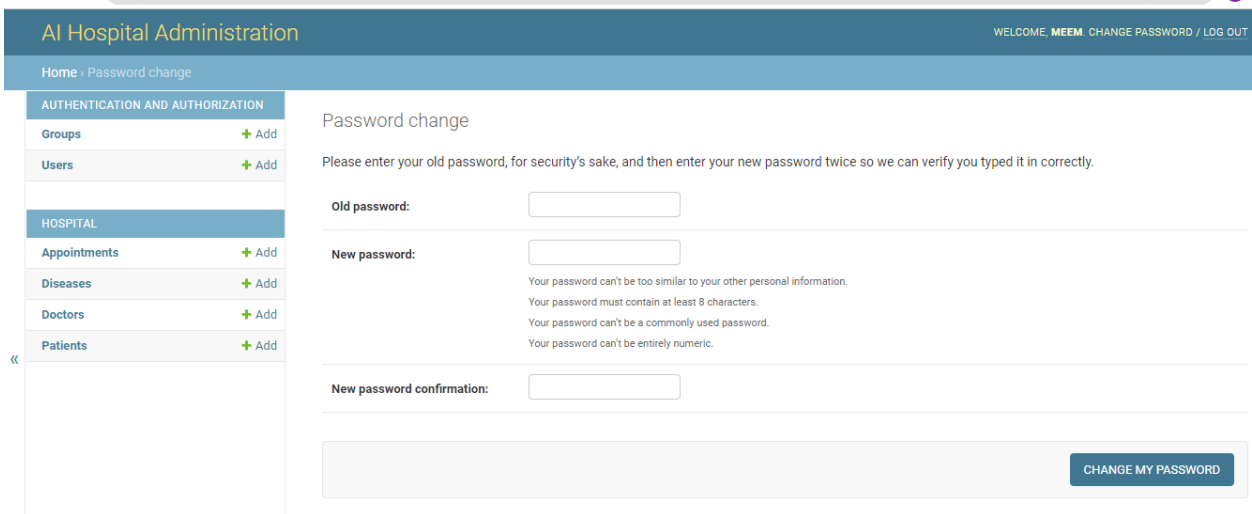 AI Hospital Administration
WELCOME, MEEM. CHANGE PASSWORD / LOG OUT
Home › Password change
AUTHENTICATION AND AUTHORIZATION
Groups + Add
Users + Add
HOSPITAL
Appointments + Add
Diseases + Add
Doctors + Add
Patients + Add
«
Password change
Please enter your old password, for security’s sake, and then enter your new password twice so we can verify you typed it in correctly.
Old password:
New password:
Your password can’t be too similar to your other personal information.
Your password must contain at least 8 characters.
Your password can’t be a commonly used password.
Your password can’t be entirely numeric.
New password confirmation:
CHANGE MY PASSWORD